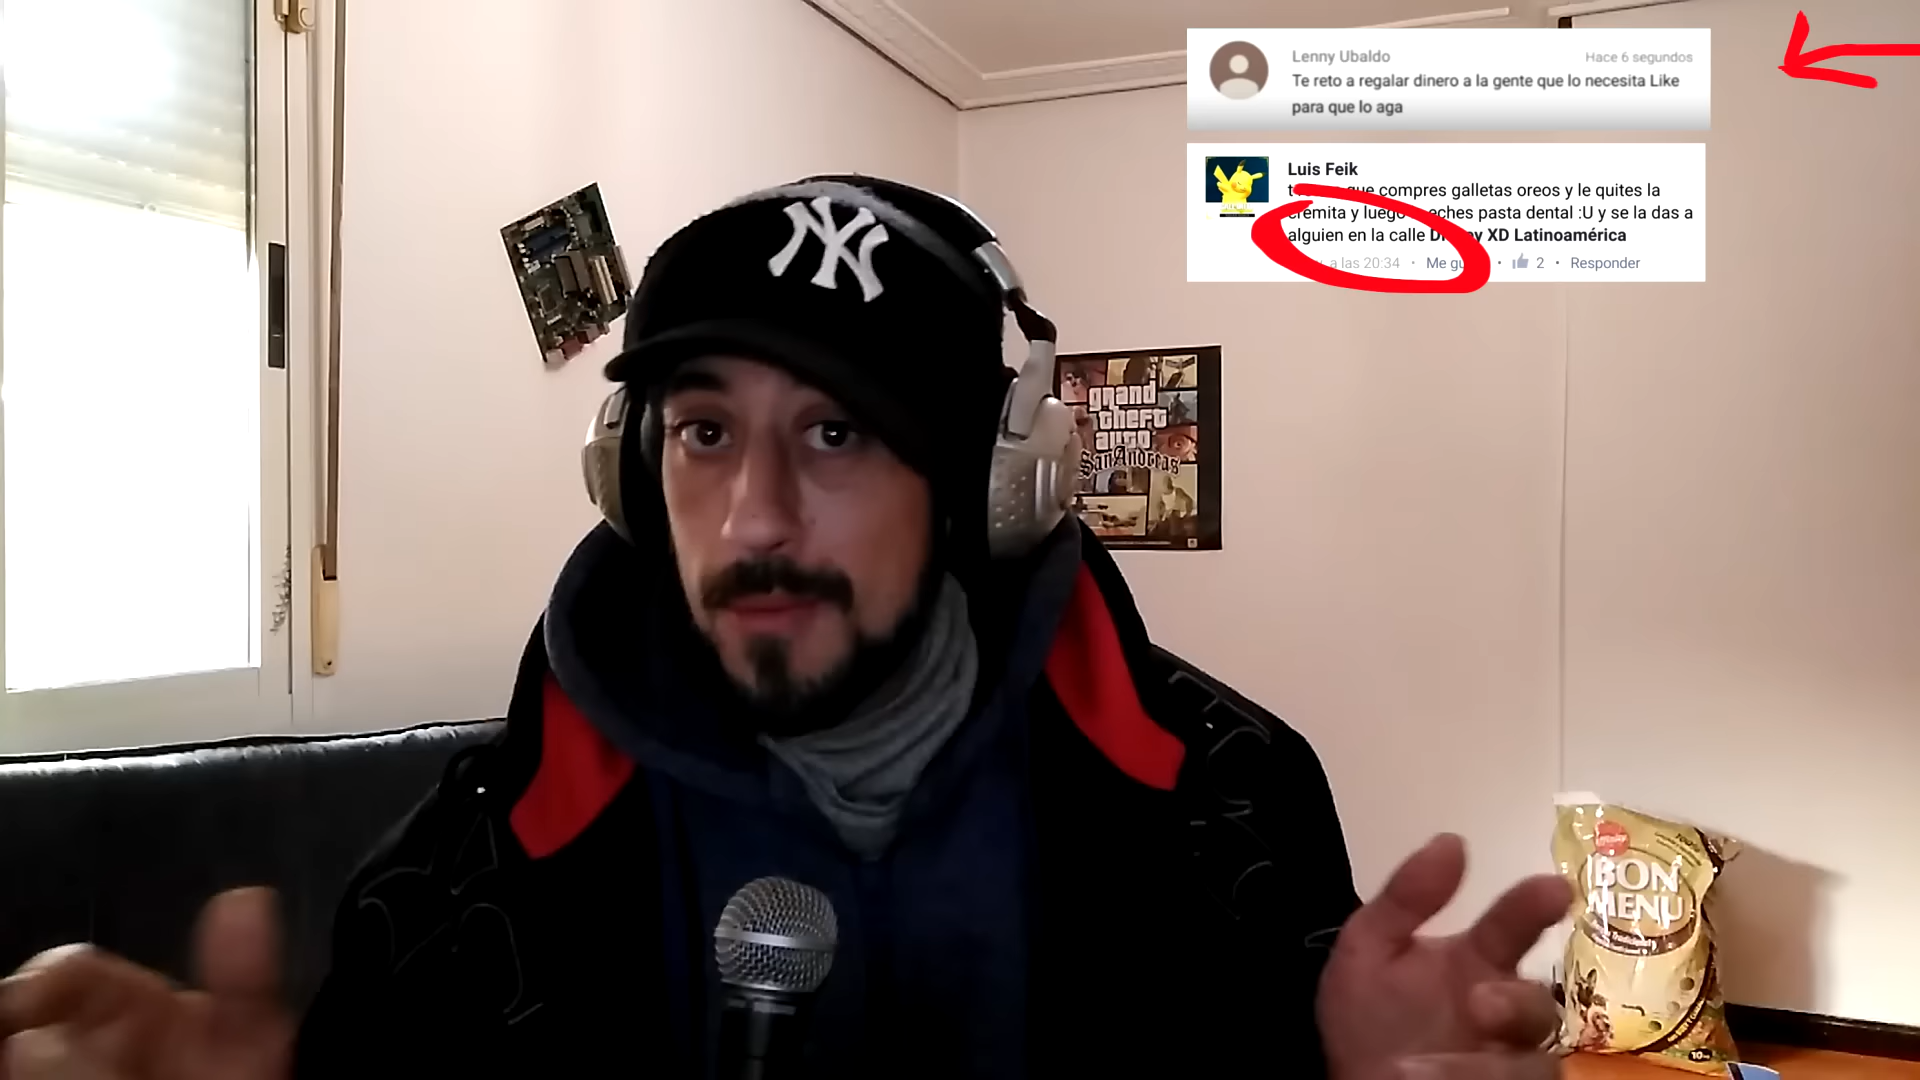 Lenny Ubaldo
Hace 6 segundos
Te reto a regalar dinero a la gente que lo necesita Like
para que lo aga
Luis Feik
que compres galletas oreos y le quites la
cremita y luego eches pasta dental :U y se la das a
alguien en la calle XD Latinoamérica
a las 20:34 · Me · 2 · Responder
NY
grand
theft
auto
San Andreas
BON
MENU
10